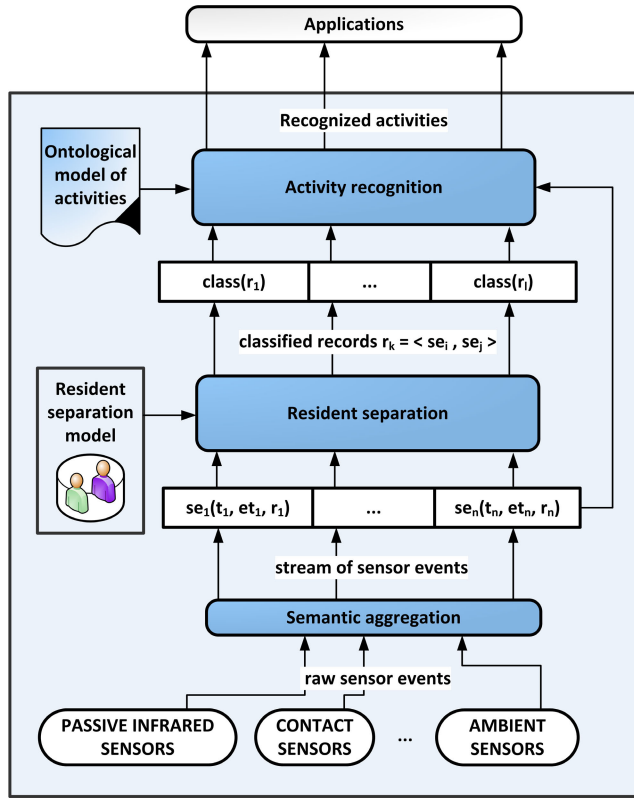 Applications
Recognized activities
Ontological
model of
activities
Activity recognition
class(r₁)
...
class(rₗ)
classified records rₖ = < seᵢ , seⱼ >
Resident
separation
model
Resident separation
se₁(t₁, et₁, r₁)
...
seₙ(tₙ, etₙ, rₙ)
stream of sensor events
Semantic aggregation
raw sensor events
PASSIVE INFRARED
SENSORS
CONTACT
SENSORS
...
AMBIENT
SENSORS